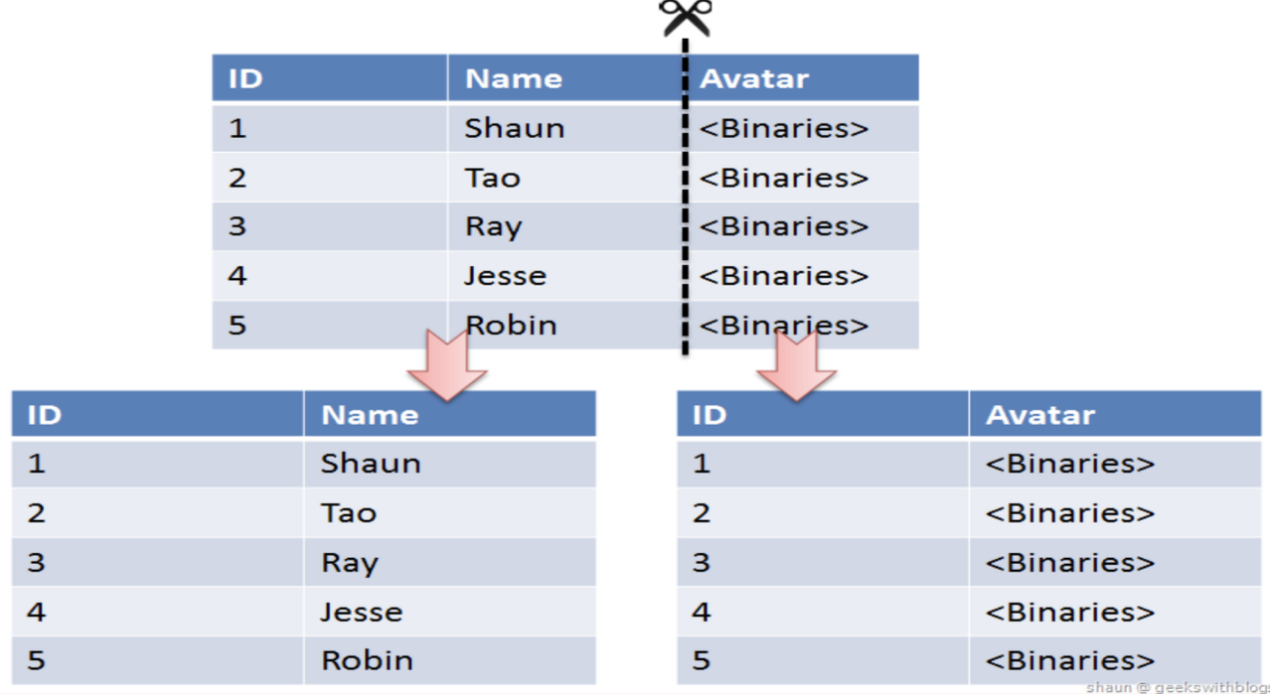 ID Name Avatar
1 Shaun <Binaries>
2 Tao <Binaries>
3 Ray <Binaries>
4 Jesse <Binaries>
5 Robin <Binaries>
ID Name
1 Shaun
2 Tao
3 Ray
4 Jesse
5 Robin
ID Avatar
1 <Binaries>
2 <Binaries>
3 <Binaries>
4 <Binaries>
5 <Binaries>
shaun @ geekswithblog